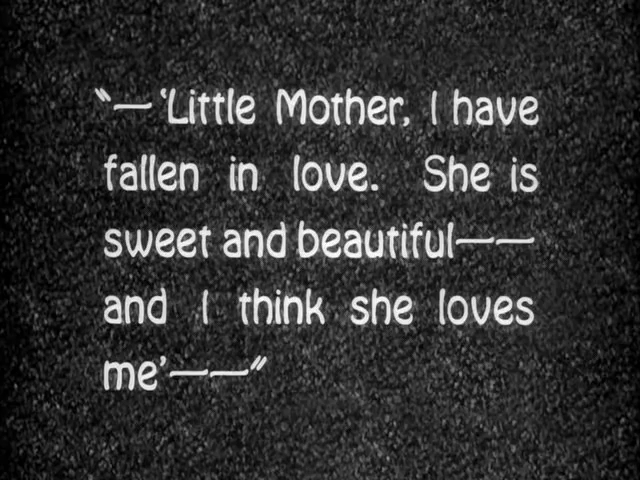 "—'Little Mother, I have
fallen in love. She is
sweet and beautiful——
and I think she loves
me'——"